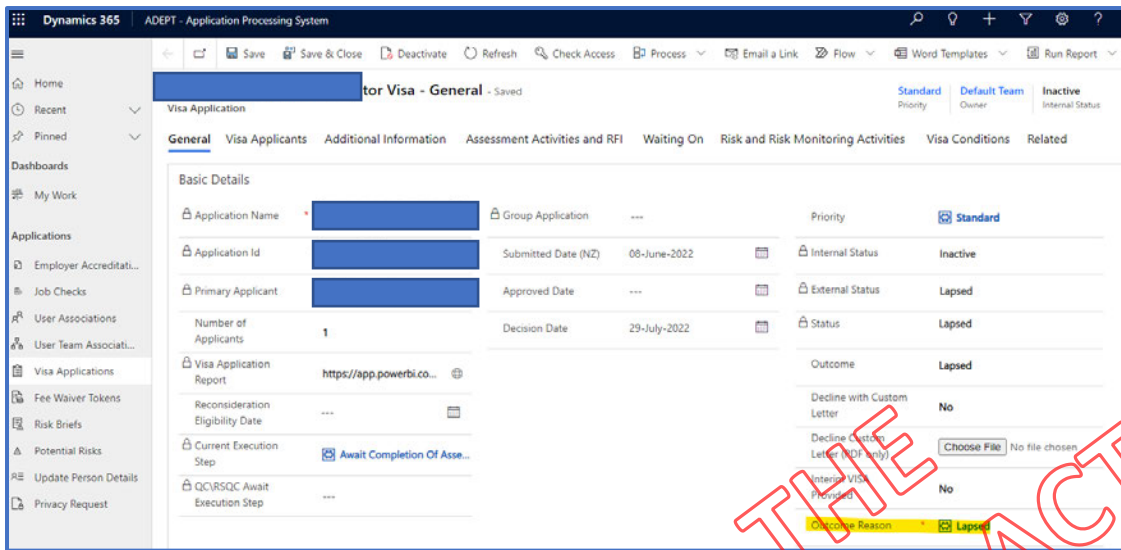 Dynamics 365 ADEPT - Application Processing System
Save Save & Close Deactivate Refresh Check Access Process Email a Link Flow Word Templates Run Report
tor Visa - General - Saved
Visa Application
Standard
Priority
Default Team
Owner
Inactive
Internal Status
General Visa Applicants Additional Information Assessment Activities and RFI Waiting On Risk and Risk Monitoring Activities Visa Conditions Related
Home
Recent
Pinned
Dashboards
My Work
Applications
Employer Accreditati...
Job Checks
User Associations
User Team Associati...
Visa Applications
Fee Waiver Tokens
Risk Briefs
Potential Risks
Update Person Details
Privacy Request
Basic Details
Application Name *
Application Id
Primary Applicant
Number of
Applicants
1
Visa Application
Report
https://app.powerbi.co...
Reconsideration
Eligibility Date
---
Current Execution
Step
Await Completion Of Asse...
QC\RSQC Await
Execution Step
---
Group Application ---
Submitted Date (NZ) 08-June-2022
Approved Date ---
Decision Date 29-July-2022
Priority Standard
Internal Status Inactive
External Status Lapsed
Status Lapsed
Outcome Lapsed
Decline with Custom
Letter
No
Decline Custom
Letter (PDF only)
Choose File No file chosen
Interim VISA
Provided
No
Outcome Reason * Lapsed
THE
ACT